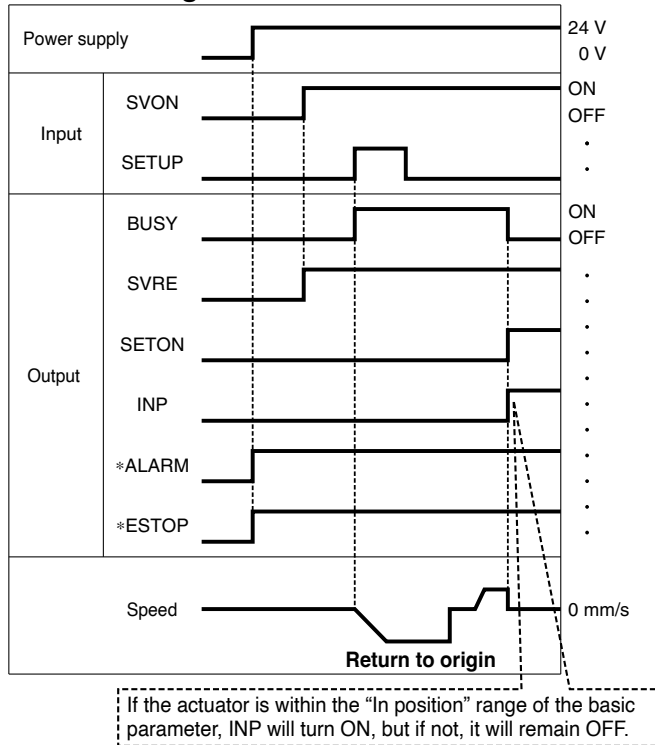 Power supply
24 V
0 V
Input
SVON
ON
OFF
SETUP
Output
BUSY
ON
OFF
SVRE
SETON
INP
*ALARM
*ESTOP
Speed
0 mm/s
Return to origin
If the actuator is within the “In position” range of the basic
parameter, INP will turn ON, but if not, it will remain OFF.